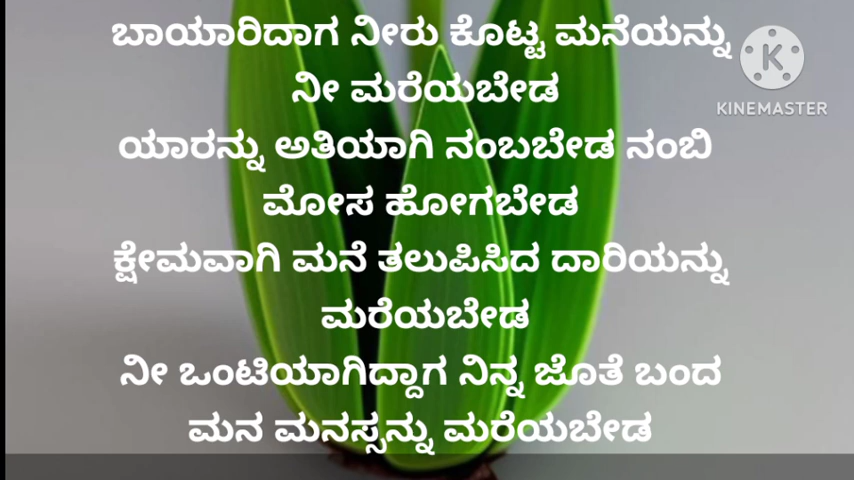 ಬಾಯಾರಿದಾಗ ನೀರು ಕೊಟ್ಟ ಮನೆಯನ್ನು
ನೀ ಮರೆಯಬೇಡ
ಯಾರನ್ನು ಅತಿಯಾಗಿ ನಂಬಬೇಡ ನಂಬಿ
ಮೋಸ ಹೋಗಬೇಡ
ಕ್ಷೇಮವಾಗಿ ಮನೆ ತಲುಪಿಸಿದ ದಾರಿಯನ್ನು
ಮರೆಯಬೇಡ
ನೀ ಒಂಟಿಯಾಗಿದ್ದಾಗ ನಿನ್ನ ಜೊತೆ ಬಂದ
ಮನ ಮನಸ್ಸನ್ನು ಮರೆಯಬೇಡ
K
KINEMASTER